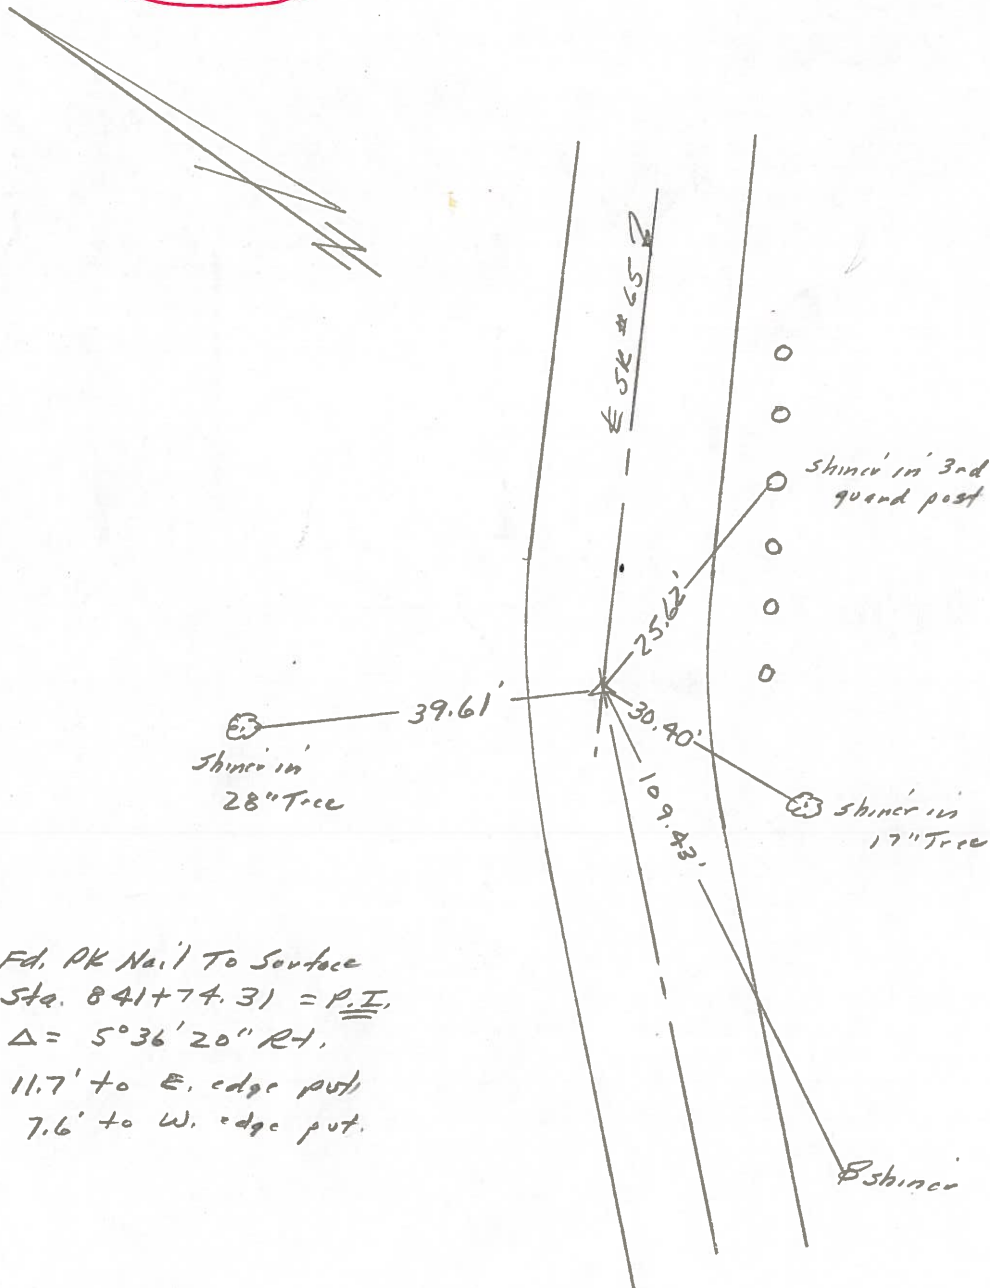 ℄ SR #65
shiner in 3rd
guard post
25.62'
39.61'
30.40'
109.43'
shiner in
28" Tree
shiner in
17" Tree
Fd. PK Nail To Surface
Sta. 841+74.31 = P.I.
Δ = 5°36'20" Rt.
11.7' to E. edge pvt.
7.6' to W. edge pvt.
shiner